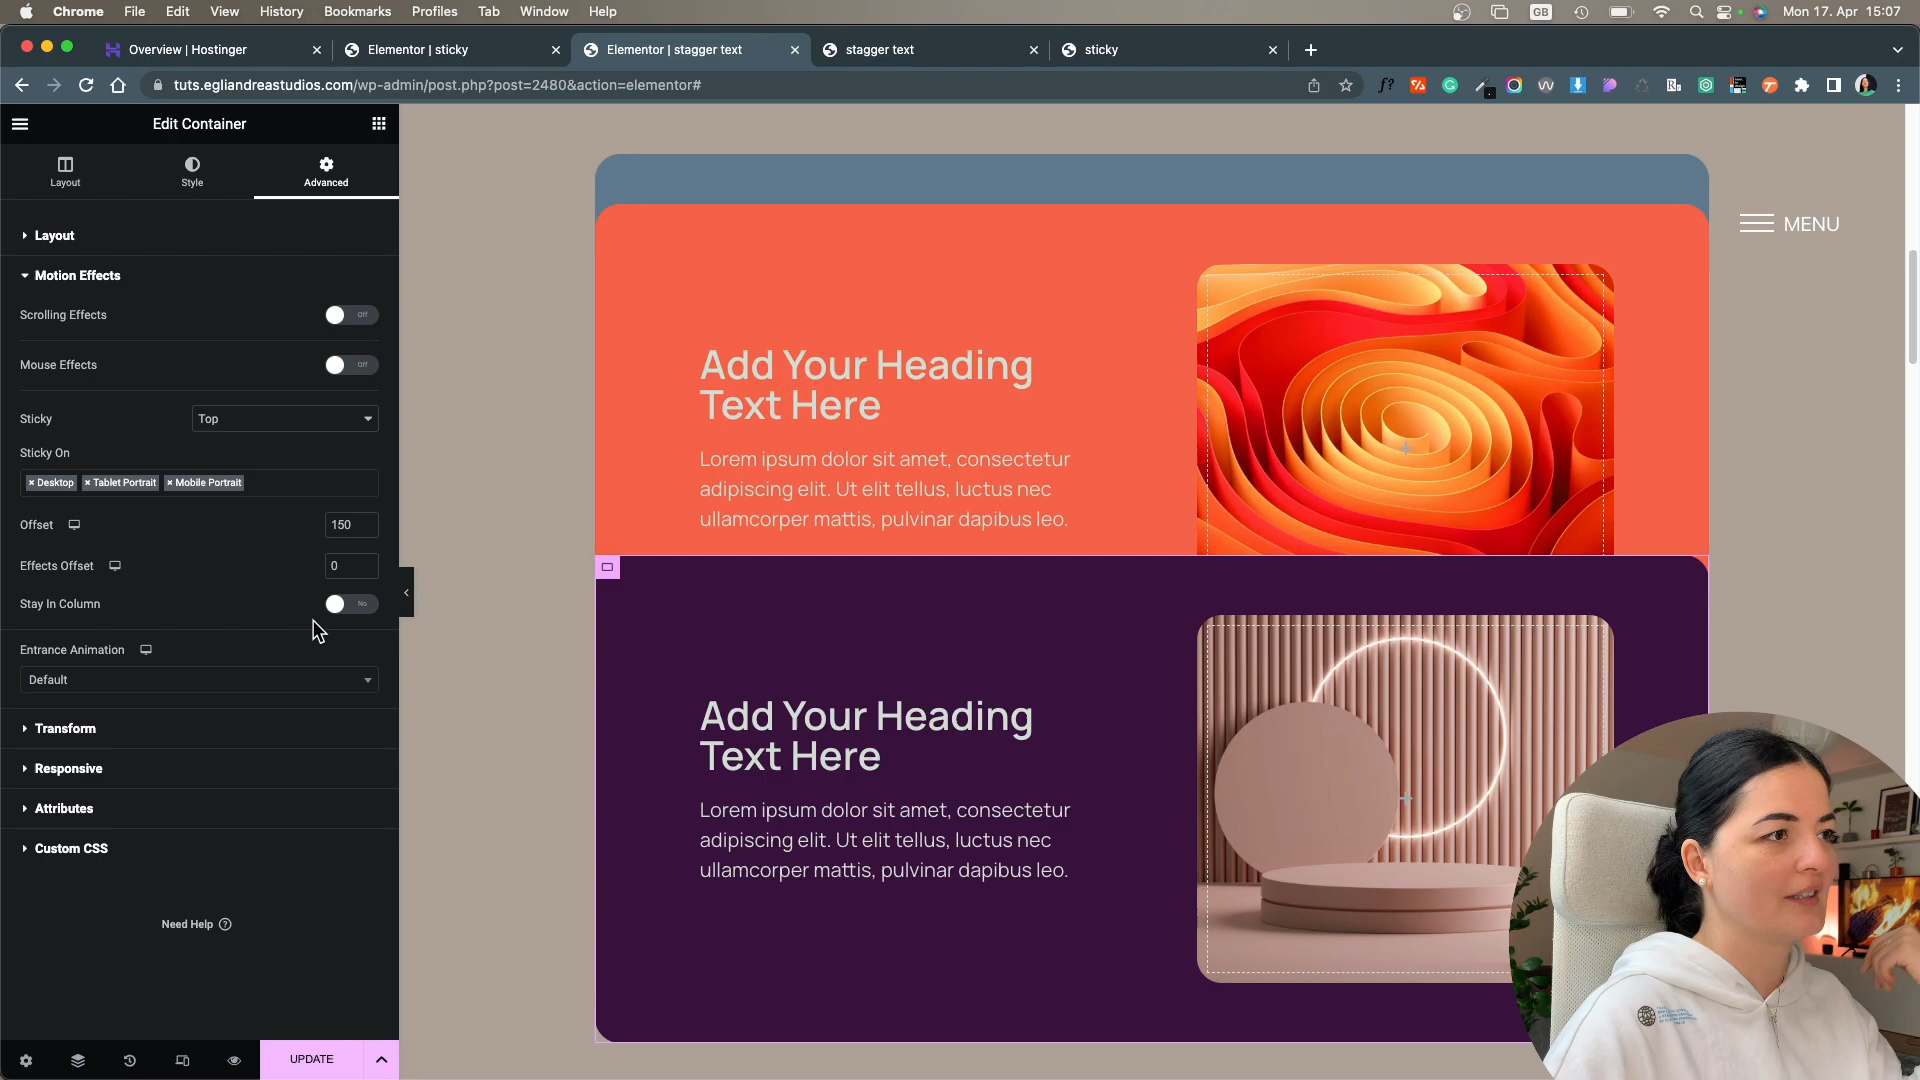 Chrome File Edit View History Bookmarks Profiles Tab Window Help GB Mon 17. Apr 15:07
Overview | Hostinger Elementor | sticky Elementor | stagger text stagger text sticky
tuts.egliandreastudios.com/wp-admin/post.php?post=2480&action=elementor#
Edit Container
Layout Style Advanced
Layout
Motion Effects
Scrolling Effects Off
Mouse Effects Off
Sticky Top
Sticky On
× Desktop × Tablet Portrait × Mobile Portrait
Offset 150
Effects Offset 0
Stay In Column No
Entrance Animation
Default
Transform
Responsive
Attributes
Custom CSS
Need Help ?
UPDATE
MENU
Add Your Heading
Text Here
Lorem ipsum dolor sit amet, consectetur
adipiscing elit. Ut elit tellus, luctus nec
ullamcorper mattis, pulvinar dapibus leo.
Add Your Heading
Text Here
Lorem ipsum dolor sit amet, consectetur
adipiscing elit. Ut elit tellus, luctus nec
ullamcorper mattis, pulvinar dapibus leo.